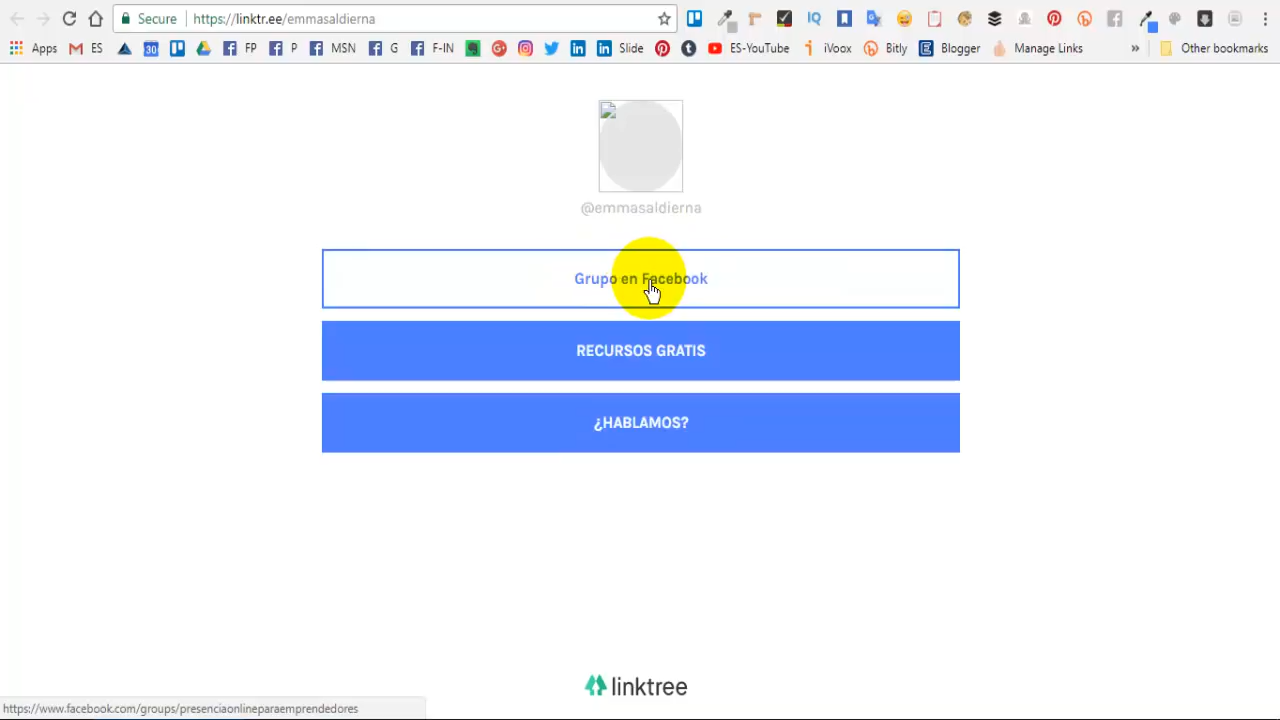 Secure https://linktr.ee/emmasaldierna
Apps ES 30 FP P MSN G F-IN Slide ES-YouTube iVoox Bitly Blogger Manage Links » Other bookmarks
@emmasaldierna
Grupo en Facebook
RECURSOS GRATIS
¿HABLAMOS?
linktree
https://www.facebook.com/groups/presenciaonlineparaemprendedores